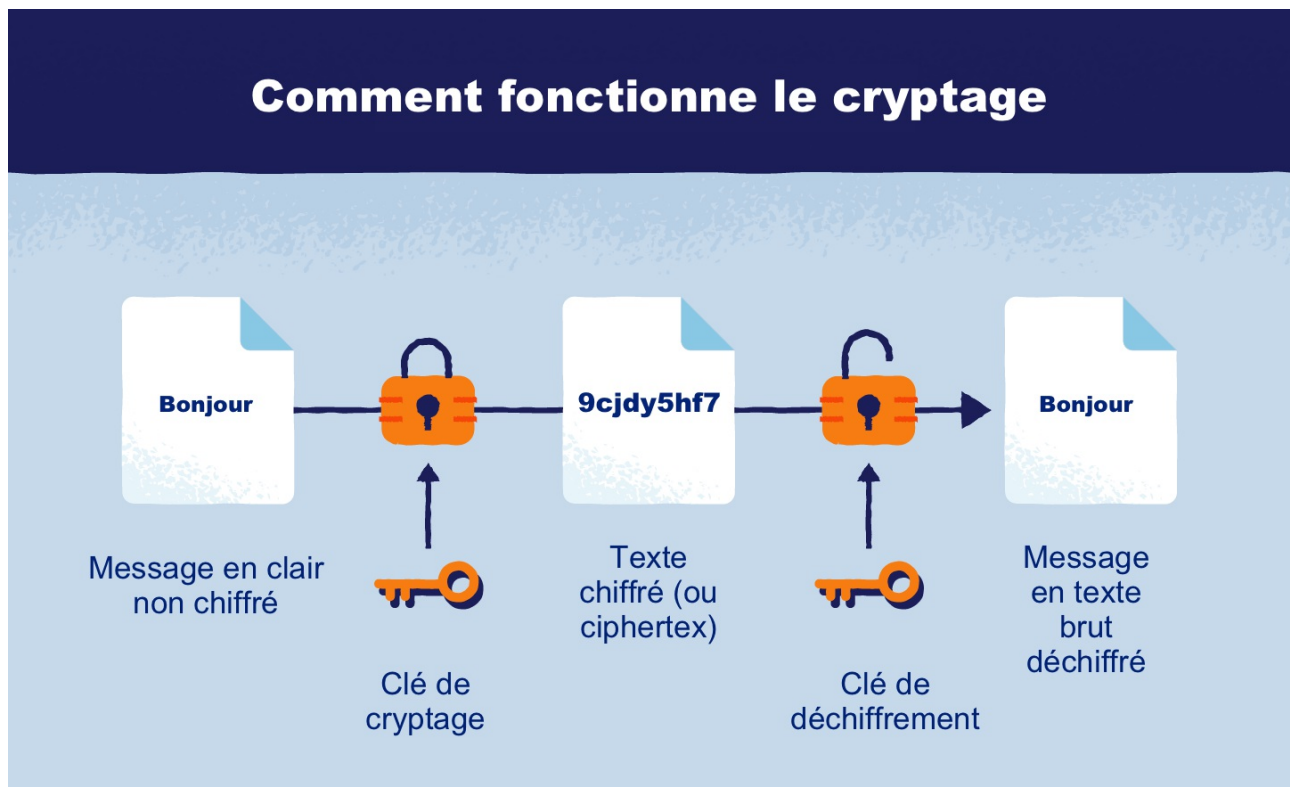 Comment fonctionne le cryptage
Bonjour
9cjdy5hf7
Bonjour
Message en clair
non chiffré
Clé de
cryptage
Texte
chiffré (ou
ciphertex)
Clé de
déchiffrement
Message
en texte
brut
déchiffré